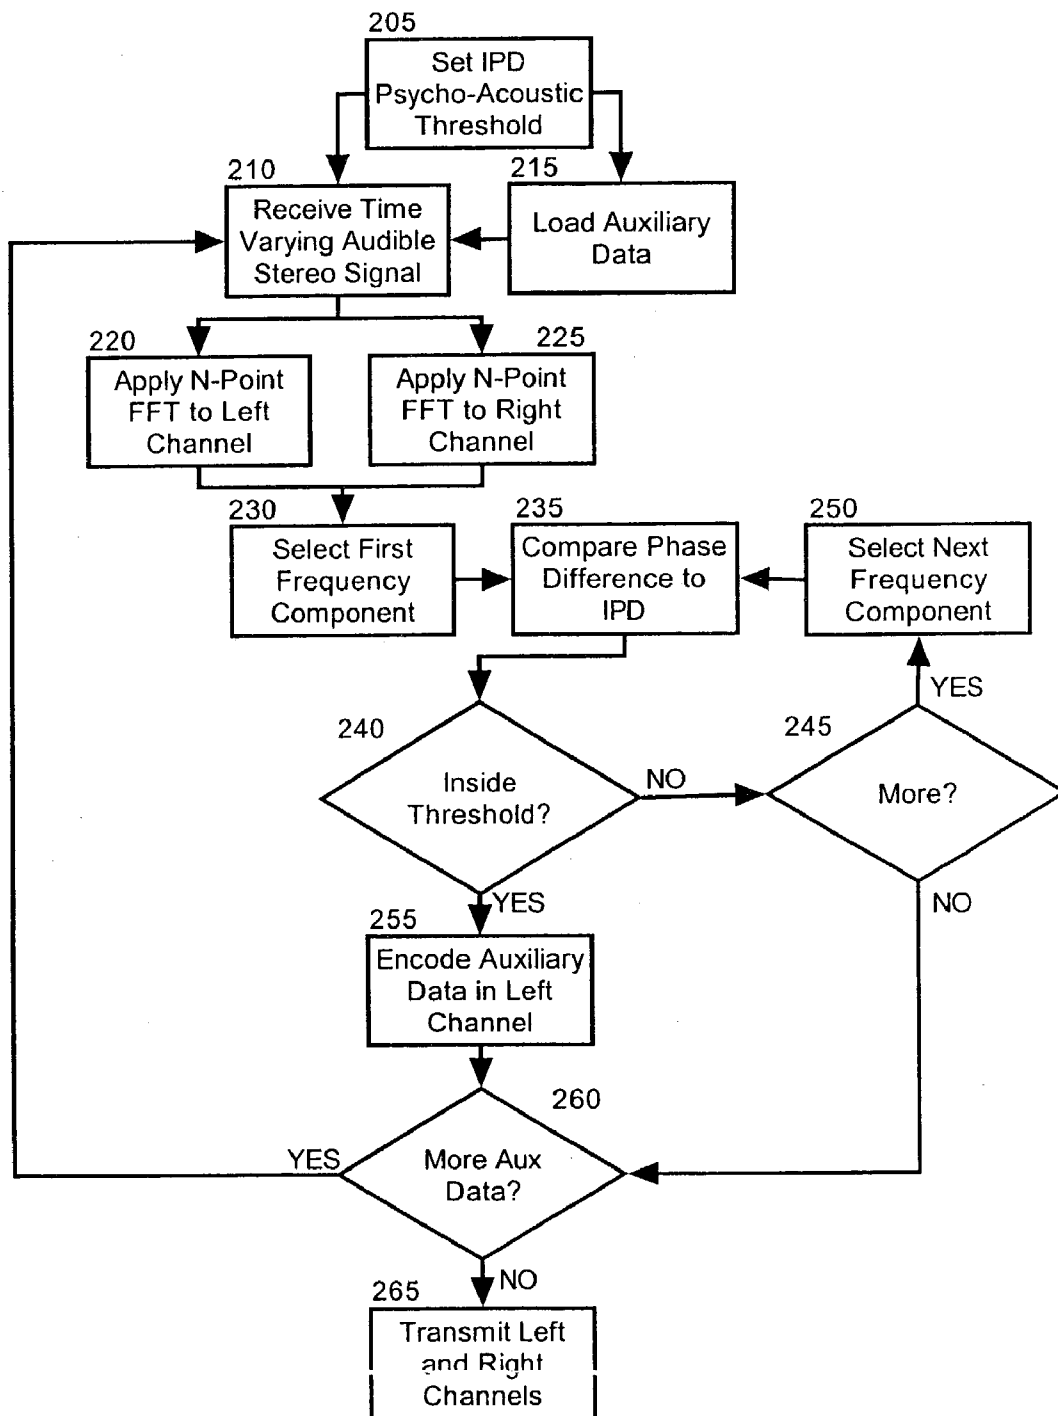 205
Set IPD
Psycho-Acoustic
Threshold
210
Receive Time
Varying Audible
Stereo Signal
215
Load Auxiliary
Data
220
Apply N-Point
FFT to Left
Channel
225
Apply N-Point
FFT to Right
Channel
230
Select First
Frequency
Component
235
Compare Phase
Difference to
IPD
250
Select Next
Frequency
Component
YES
240
Inside
Threshold?
NO
245
More?
NO
YES
255
Encode Auxiliary
Data in Left
Channel
260
More Aux
Data?
YES
NO
265
Transmit Left
and Right
Channels